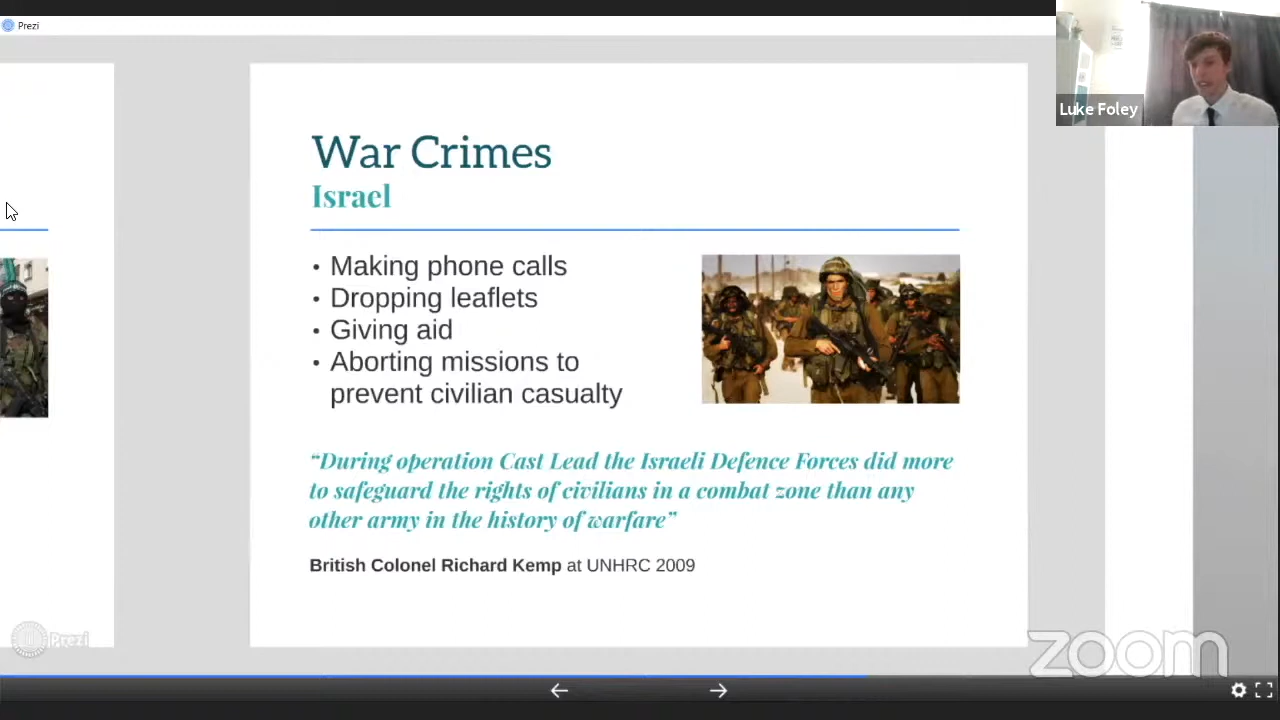 Prezi
Luke Foley
War Crimes
Israel
• Making phone calls
• Dropping leaflets
• Giving aid
• Aborting missions to
prevent civilian casualty
“During operation Cast Lead the Israeli Defence Forces did more
to safeguard the rights of civilians in a combat zone than any
other army in the history of warfare”
British Colonel Richard Kemp at UNHRC 2009
Prezi
zoom